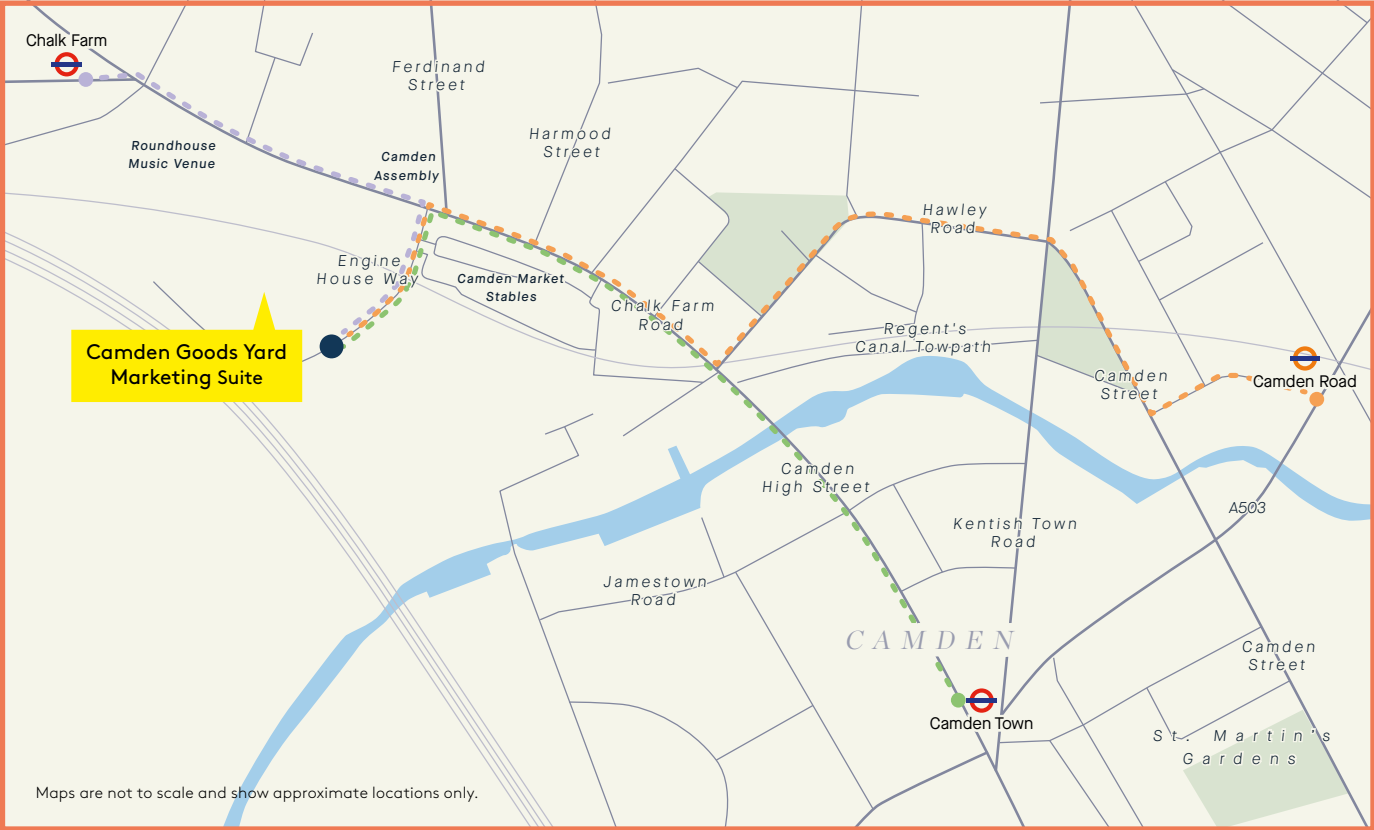 Chalk Farm
Ferdinand
Street
Harmood
Street
Roundhouse
Music Venue
Camden
Assembly
Hawley
Road
Engine
House Way
Camden Market
Stables
Chalk Farm
Road
Regent's
Canal Towpath
Camden Goods Yard
Marketing Suite
Camden
Street
Camden Road
Camden
High Street
A503
Kentish Town
Road
Jamestown
Road
CAMDEN
Camden
Street
Camden Town
St. Martin's
Gardens
Maps are not to scale and show approximate locations only.